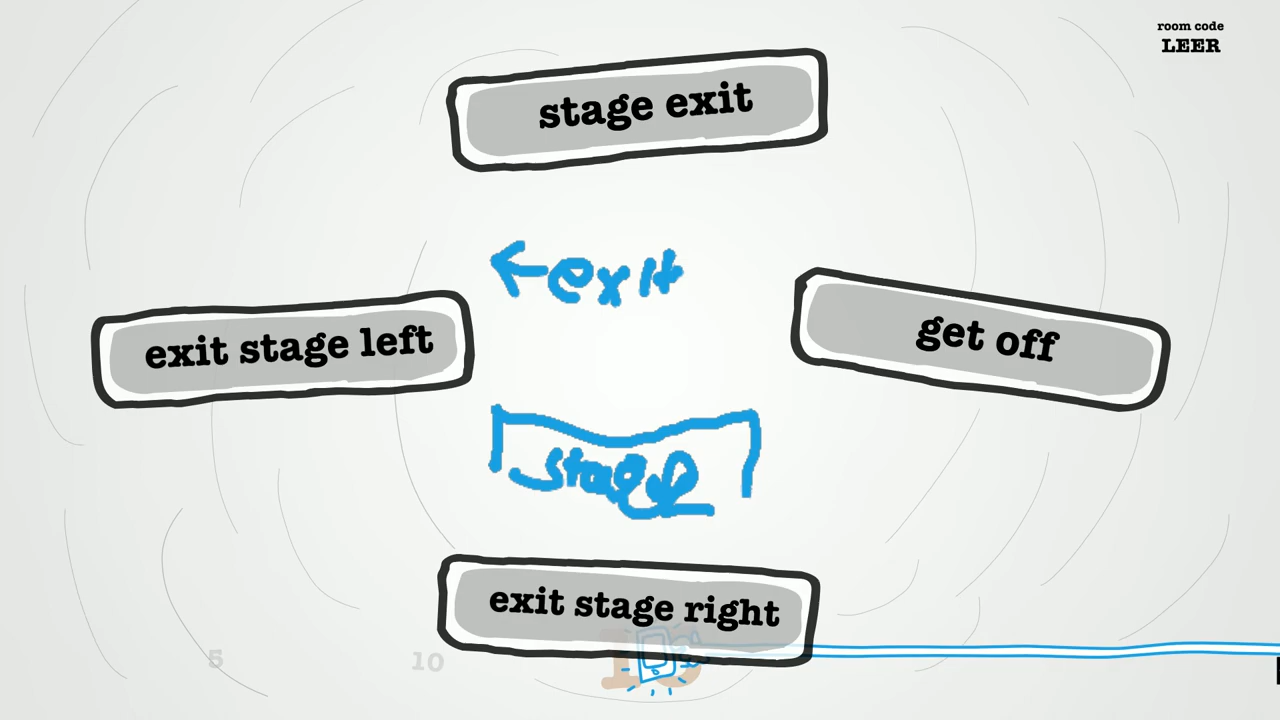 room code
LEER
stage exit
←exit
exit stage left
get off
stage
exit stage right
5
10